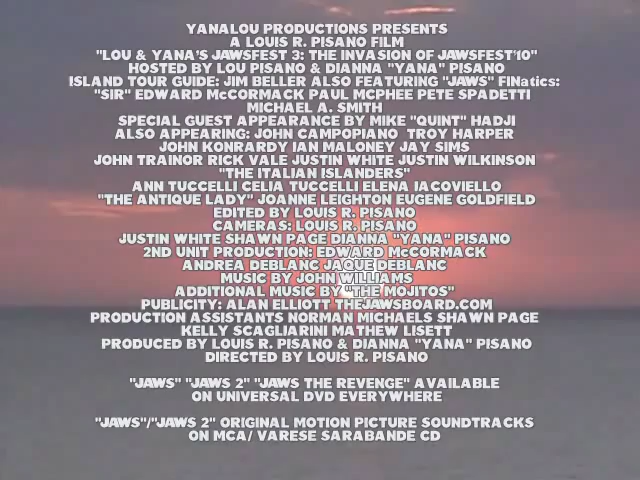 YANALOU PRODUCTIONS PRESENTS
A LOUIS R. PISANO FILM
"LOU & YANA'S JAWSFEST 3: THE INVASION OF JAWSFEST'10"
HOSTED BY LOU PISANO & DIANNA "YANA" PISANO
ISLAND TOUR GUIDE: JIM BELLER ALSO FEATURING "JAWS" FINatics:
"SIR" EDWARD McCORMACK PAUL MCPHEE PETE SPADETTI
MICHAEL A. SMITH
SPECIAL GUEST APPEARANCE BY MIKE "QUINT" HADJI
ALSO APPEARING: JOHN CAMPOPIANO TROY HARPER
JOHN KONRARDY IAN MALONEY JAY SIMS
JOHN TRAINOR RICK VALE JUSTIN WHITE JUSTIN WILKINSON
"THE ITALIAN ISLANDERS"
ANN TUCCELLI CELIA TUCCELLI ELENA IACOVIELLO
"THE ANTIQUE LADY" JOANNE LEIGHTON EUGENE GOLDFIELD
EDITED BY LOUIS R. PISANO
CAMERAS: LOUIS R. PISANO
JUSTIN WHITE SHAWN PAGE DIANNA "YANA" PISANO
2ND UNIT PRODUCTION: EDWARD McCORMACK
ANDREA DEBLANC JAQUE DEBLANC
MUSIC BY JOHN WILLIAMS
ADDITIONAL MUSIC BY "THE MOJITOS"
PUBLICITY: ALAN ELLIOTT THEJAWSBOARD.COM
PRODUCTION ASSISTANTS NORMAN MICHAELS SHAWN PAGE
KELLY SCAGLIARINI MATHEW LISETT
PRODUCED BY LOUIS R. PISANO & DIANNA "YANA" PISANO
DIRECTED BY LOUIS R. PISANO
"JAWS" "JAWS 2" "JAWS THE REVENGE" AVAILABLE
ON UNIVERSAL DVD EVERYWHERE
"JAWS"/"JAWS 2" ORIGINAL MOTION PICTURE SOUNDTRACKS
ON MCA/ VARESE SARABANDE CD